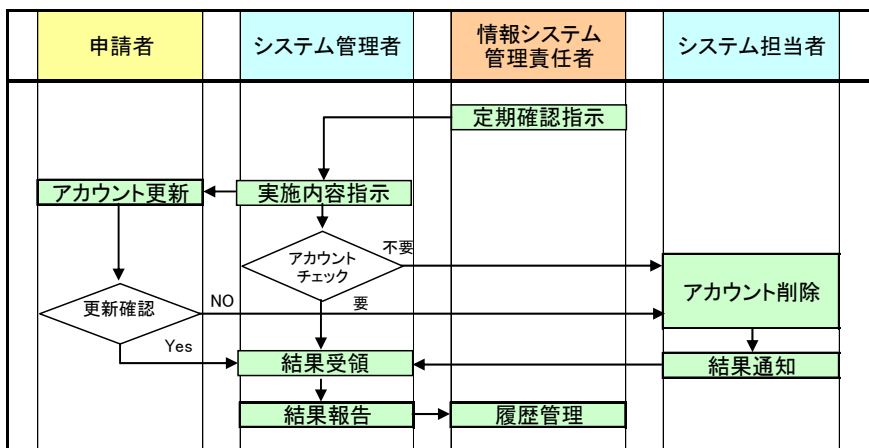 申請者
システム管理者
情報システム
管理責任者
システム担当者
定期確認指示
アカウント更新
実施内容指示
アカウント
チェック
不要
アカウント削除
更新確認
NO
要
Yes
結果受領
結果通知
結果報告
履歴管理